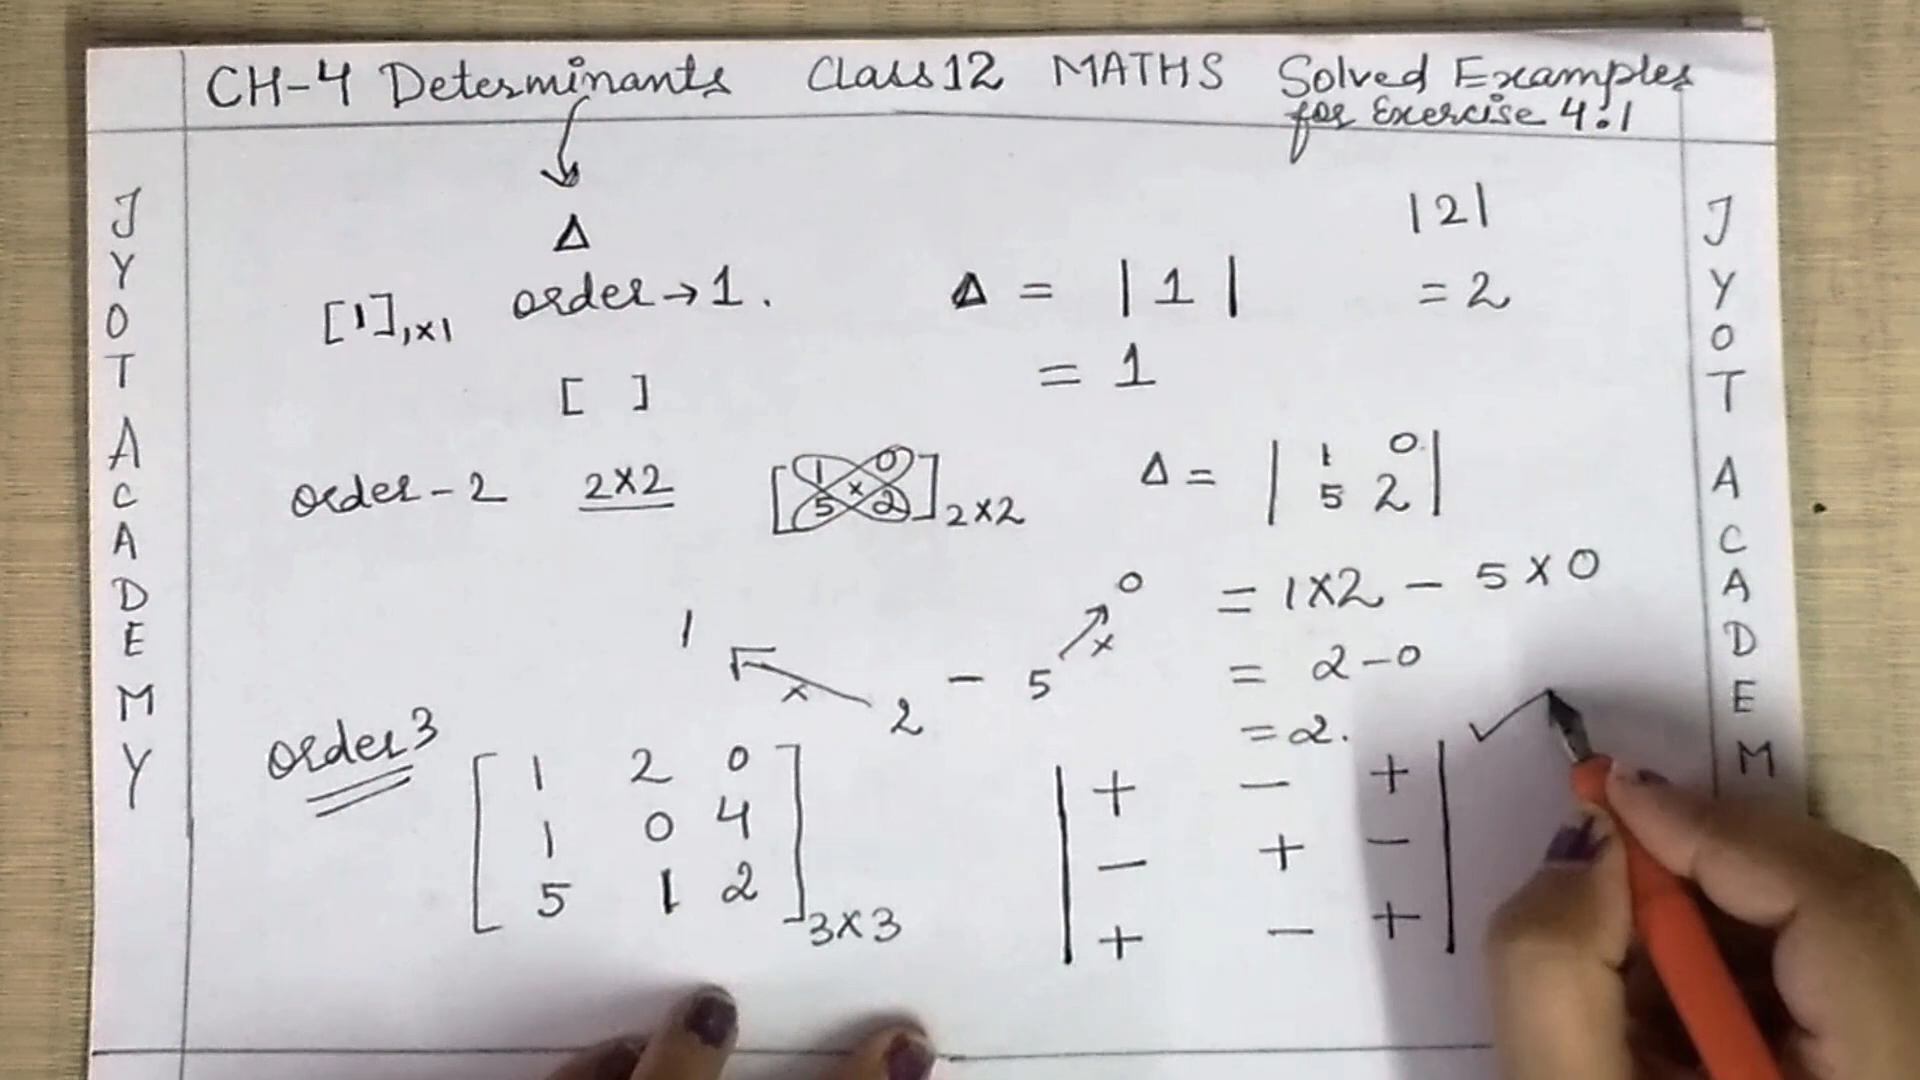 CH-4 Determinants Class 12 MATHS Solved Examples
for Exercise 4.1
JYOT ACADEMY
Δ
|2|
[1]1×1 order → 1. Δ = |1| = 2
= 1
[ ]
order - 2 2×2 [1 0
5 × 2]2×2 Δ = |1 0
5 2|
= 1×2 - 5×0
1 ↖ × 2 - 5 ↗ × 0
= 2-0
= 2.
order 3
[1 2 0
1 0 4
5 1 2]3×3
|+ - +
- + -
+ - +| ✓
JYOT ACADEM